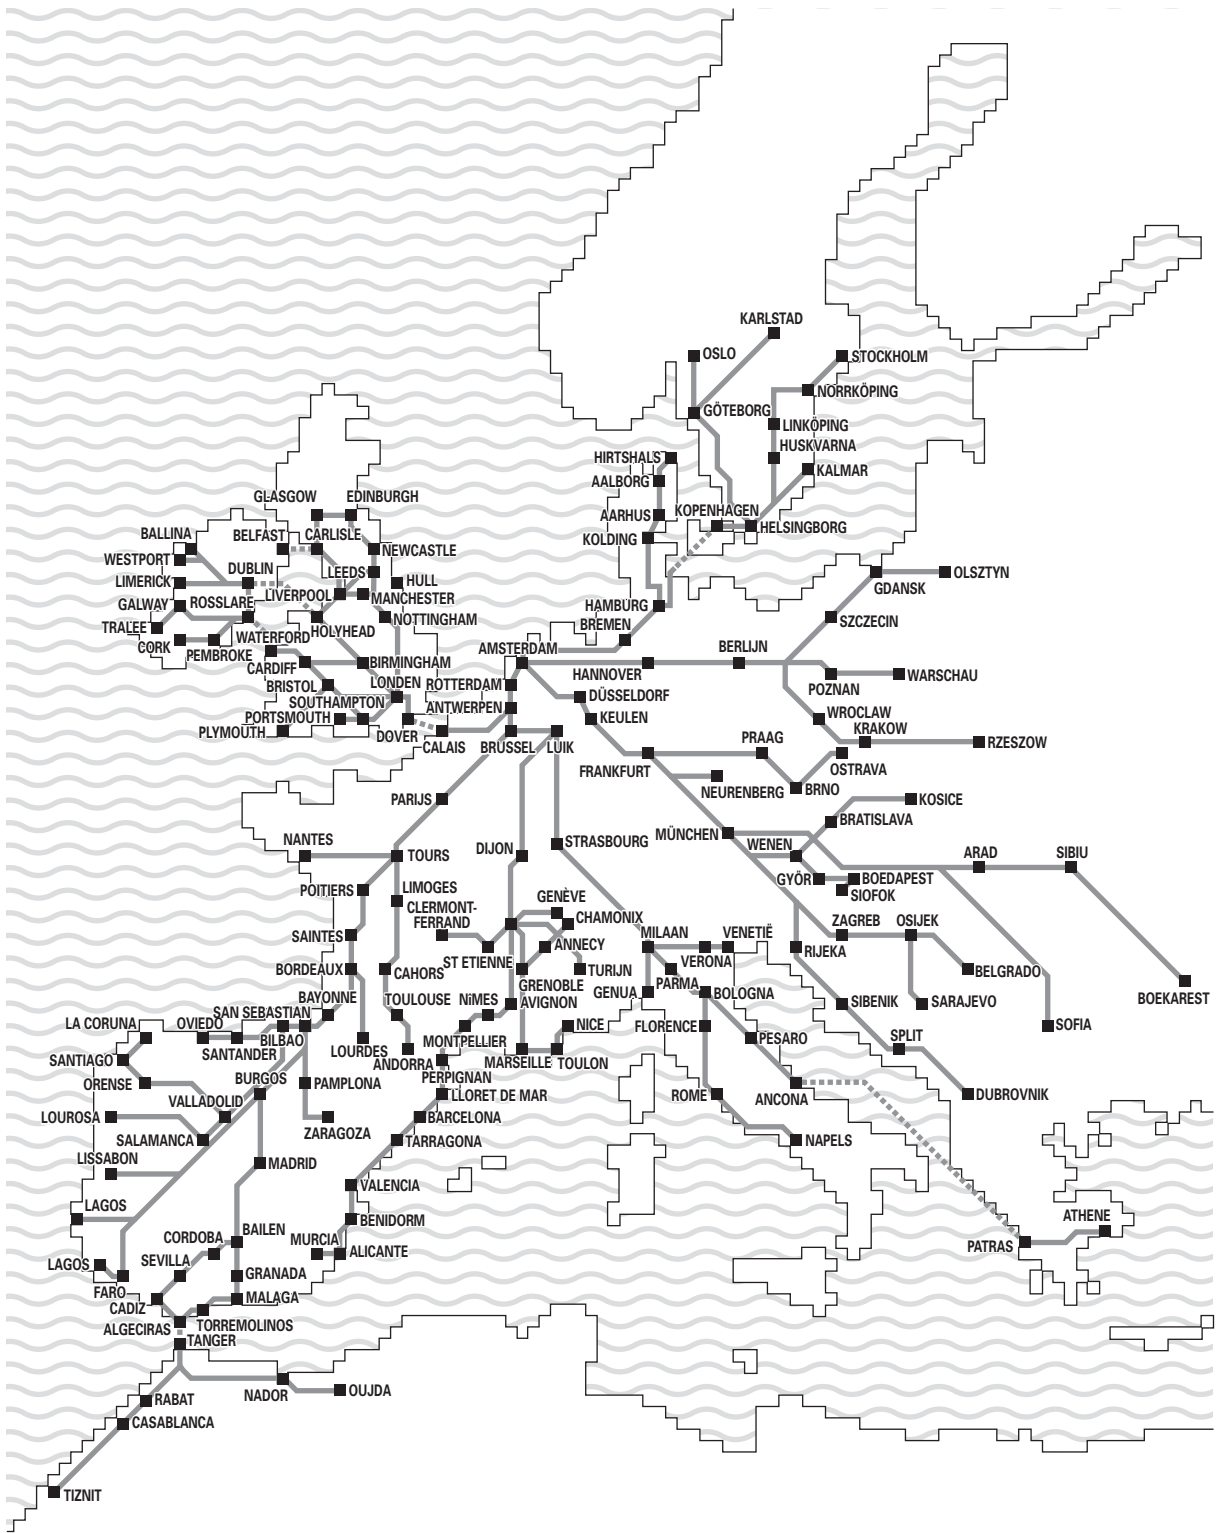 KARLSTAD
OSLO
STOCKHOLM
NORRKÖPING
GÖTEBORG
LINKÖPING
HUSKVARNA
HIRTSHALS
KALMAR
AALBORG
GLASGOW
EDINBURGH
AARHUS
KOPENHAGEN
HELSINGBORG
BALLINA
BELFAST
CARLISLE
KOLDING
NEWCASTLE
WESTPORT
DUBLIN
LEEDS
OLSZTYN
LIMERICK
HULL
GDANSK
LIVERPOOL
MANCHESTER
GALWAY
ROSSLARE
HAMBURG
NOTTINGHAM
SZCZECIN
TRALEE
HOLYHEAD
BREMEN
WATERFORD
CORK
PEMBROKE
AMSTERDAM
BERLIJN
CARDIFF
BIRMINGHAM
HANNOVER
WARSCHAU
BRISTOL
LONDEN
ROTTERDAM
POZNAN
SOUTHAMPTON
DÜSSELDORF
ANTWERPEN
WROCLAW
PORTSMOUTH
KEULEN
PLYMOUTH
DOVER
KRAKOW
CALAIS
BRUSSEL
LUIK
PRAAG
RZESZOW
FRANKFURT
OSTRAVA
NEURENBERG
BRNO
PARIJS
KOSICE
BRATISLAVA
NANTES
DIJON
STRASBOURG
MÜNCHEN
WENEN
TOURS
ARAD
SIBIU
GYÖR
BOEDAPEST
POITIERS
LIMOGES
SIOFOK
GENÈVE
CLERMONT-
FERRAND
CHAMONIX
ZAGREB
OSIJEK
SAINTES
MILAAN
VENETIË
ANNECY
RIJEKA
ST ETIENNE
VERONA
BORDEAUX
CAHORS
TURIJN
BELGRADO
GRENOBLE
PARMA
BAYONNE
TOULOUSE
NîMES
AVIGNON
GENUA
BOLOGNA
BOEKAREST
SIBENIK
SARAJEVO
SAN SEBASTIAN
LA CORUNA
OVIEDO
NICE
FLORENCE
SOFIA
BILBAO
SANTANDER
MONTPELLIER
PESARO
SPLIT
LOURDES
SANTIAGO
ANDORRA
MARSEILLE
TOULON
PERPIGNAN
ORENSE
BURGOS
PAMPLONA
LLORET DE MAR
ROME
ANCONA
DUBROVNIK
VALLADOLID
LOUROSA
BARCELONA
ZARAGOZA
SALAMANCA
TARRAGONA
NAPELS
LISSABON
MADRID
VALENCIA
LAGOS
ATHENE
BENIDORM
CORDOBA
BAILEN
MURCIA
PATRAS
ALICANTE
SEVILLA
LAGOS
GRANADA
FARO
MALAGA
CADIZ
ALGECIRAS
TORREMOLINOS
TANGER
NADOR
OUJDA
RABAT
CASABLANCA
TIZNIT